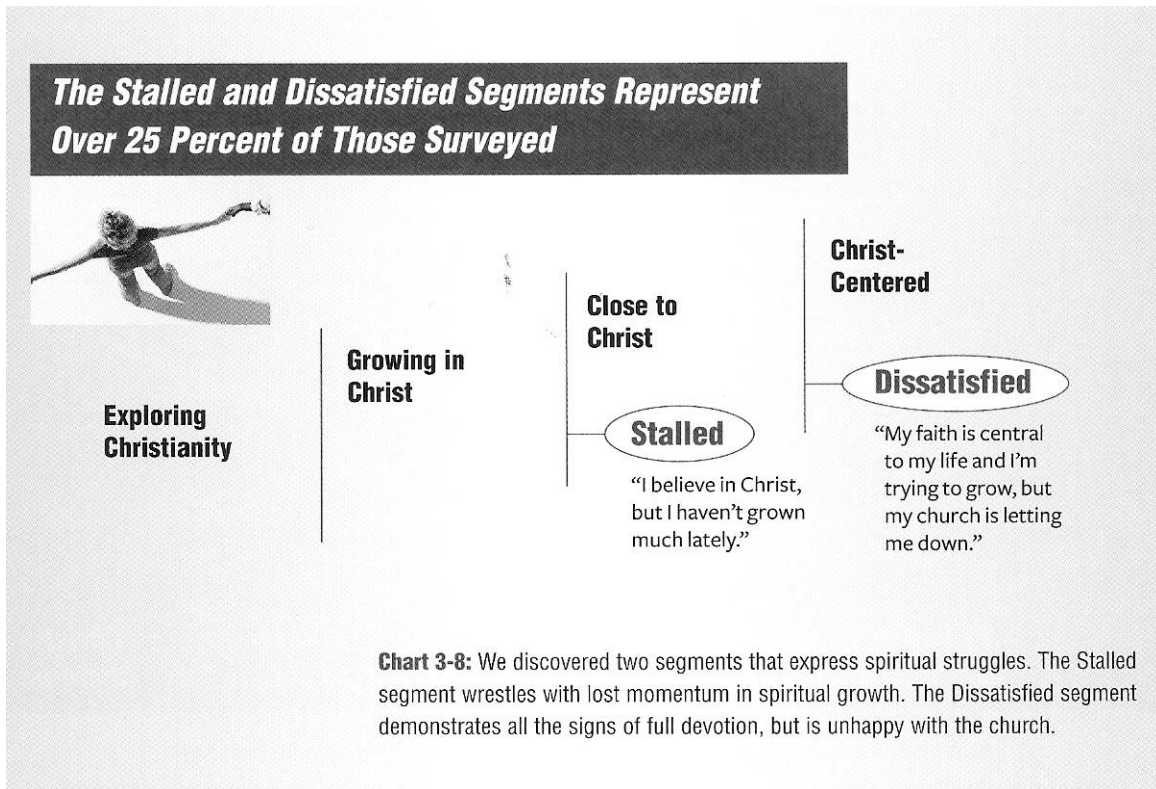 The Stalled and Dissatisfied Segments Represent
Over 25 Percent of Those Surveyed
Exploring
Christianity
Growing in
Christ
Close to
Christ
Stalled
“I believe in Christ,
but I haven’t grown
much lately.”
Christ-
Centered
Dissatisfied
“My faith is central
to my life and I’m
trying to grow, but
my church is letting
me down.”
Chart 3-8: We discovered two segments that express spiritual struggles. The Stalled
segment wrestles with lost momentum in spiritual growth. The Dissatisfied segment
demonstrates all the signs of full devotion, but is unhappy with the church.